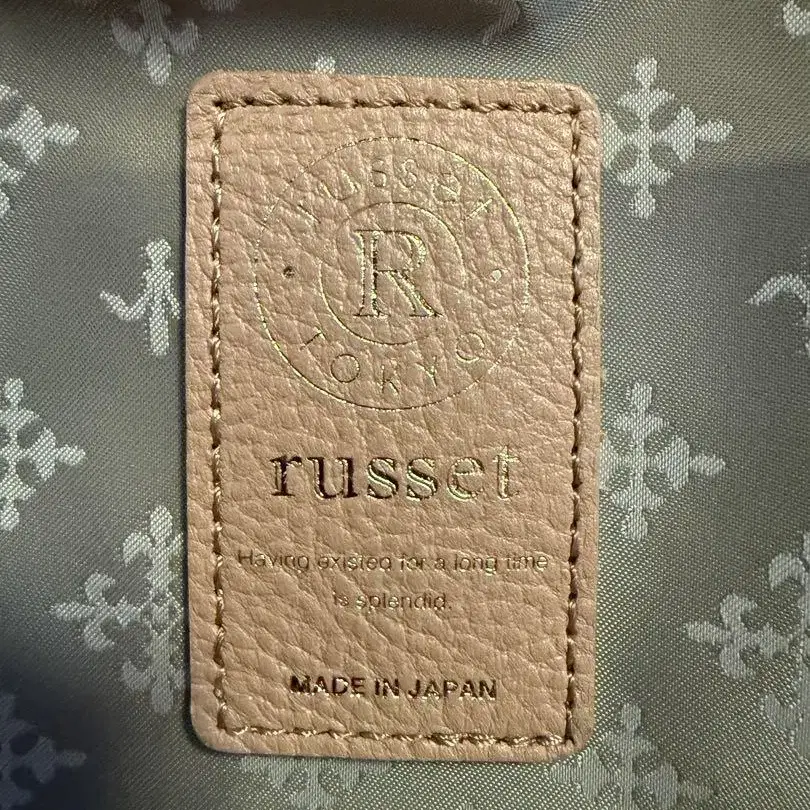 RUSSET
R
TOKYO
russet
Having existed for a long time
is splendid.
MADE IN JAPAN